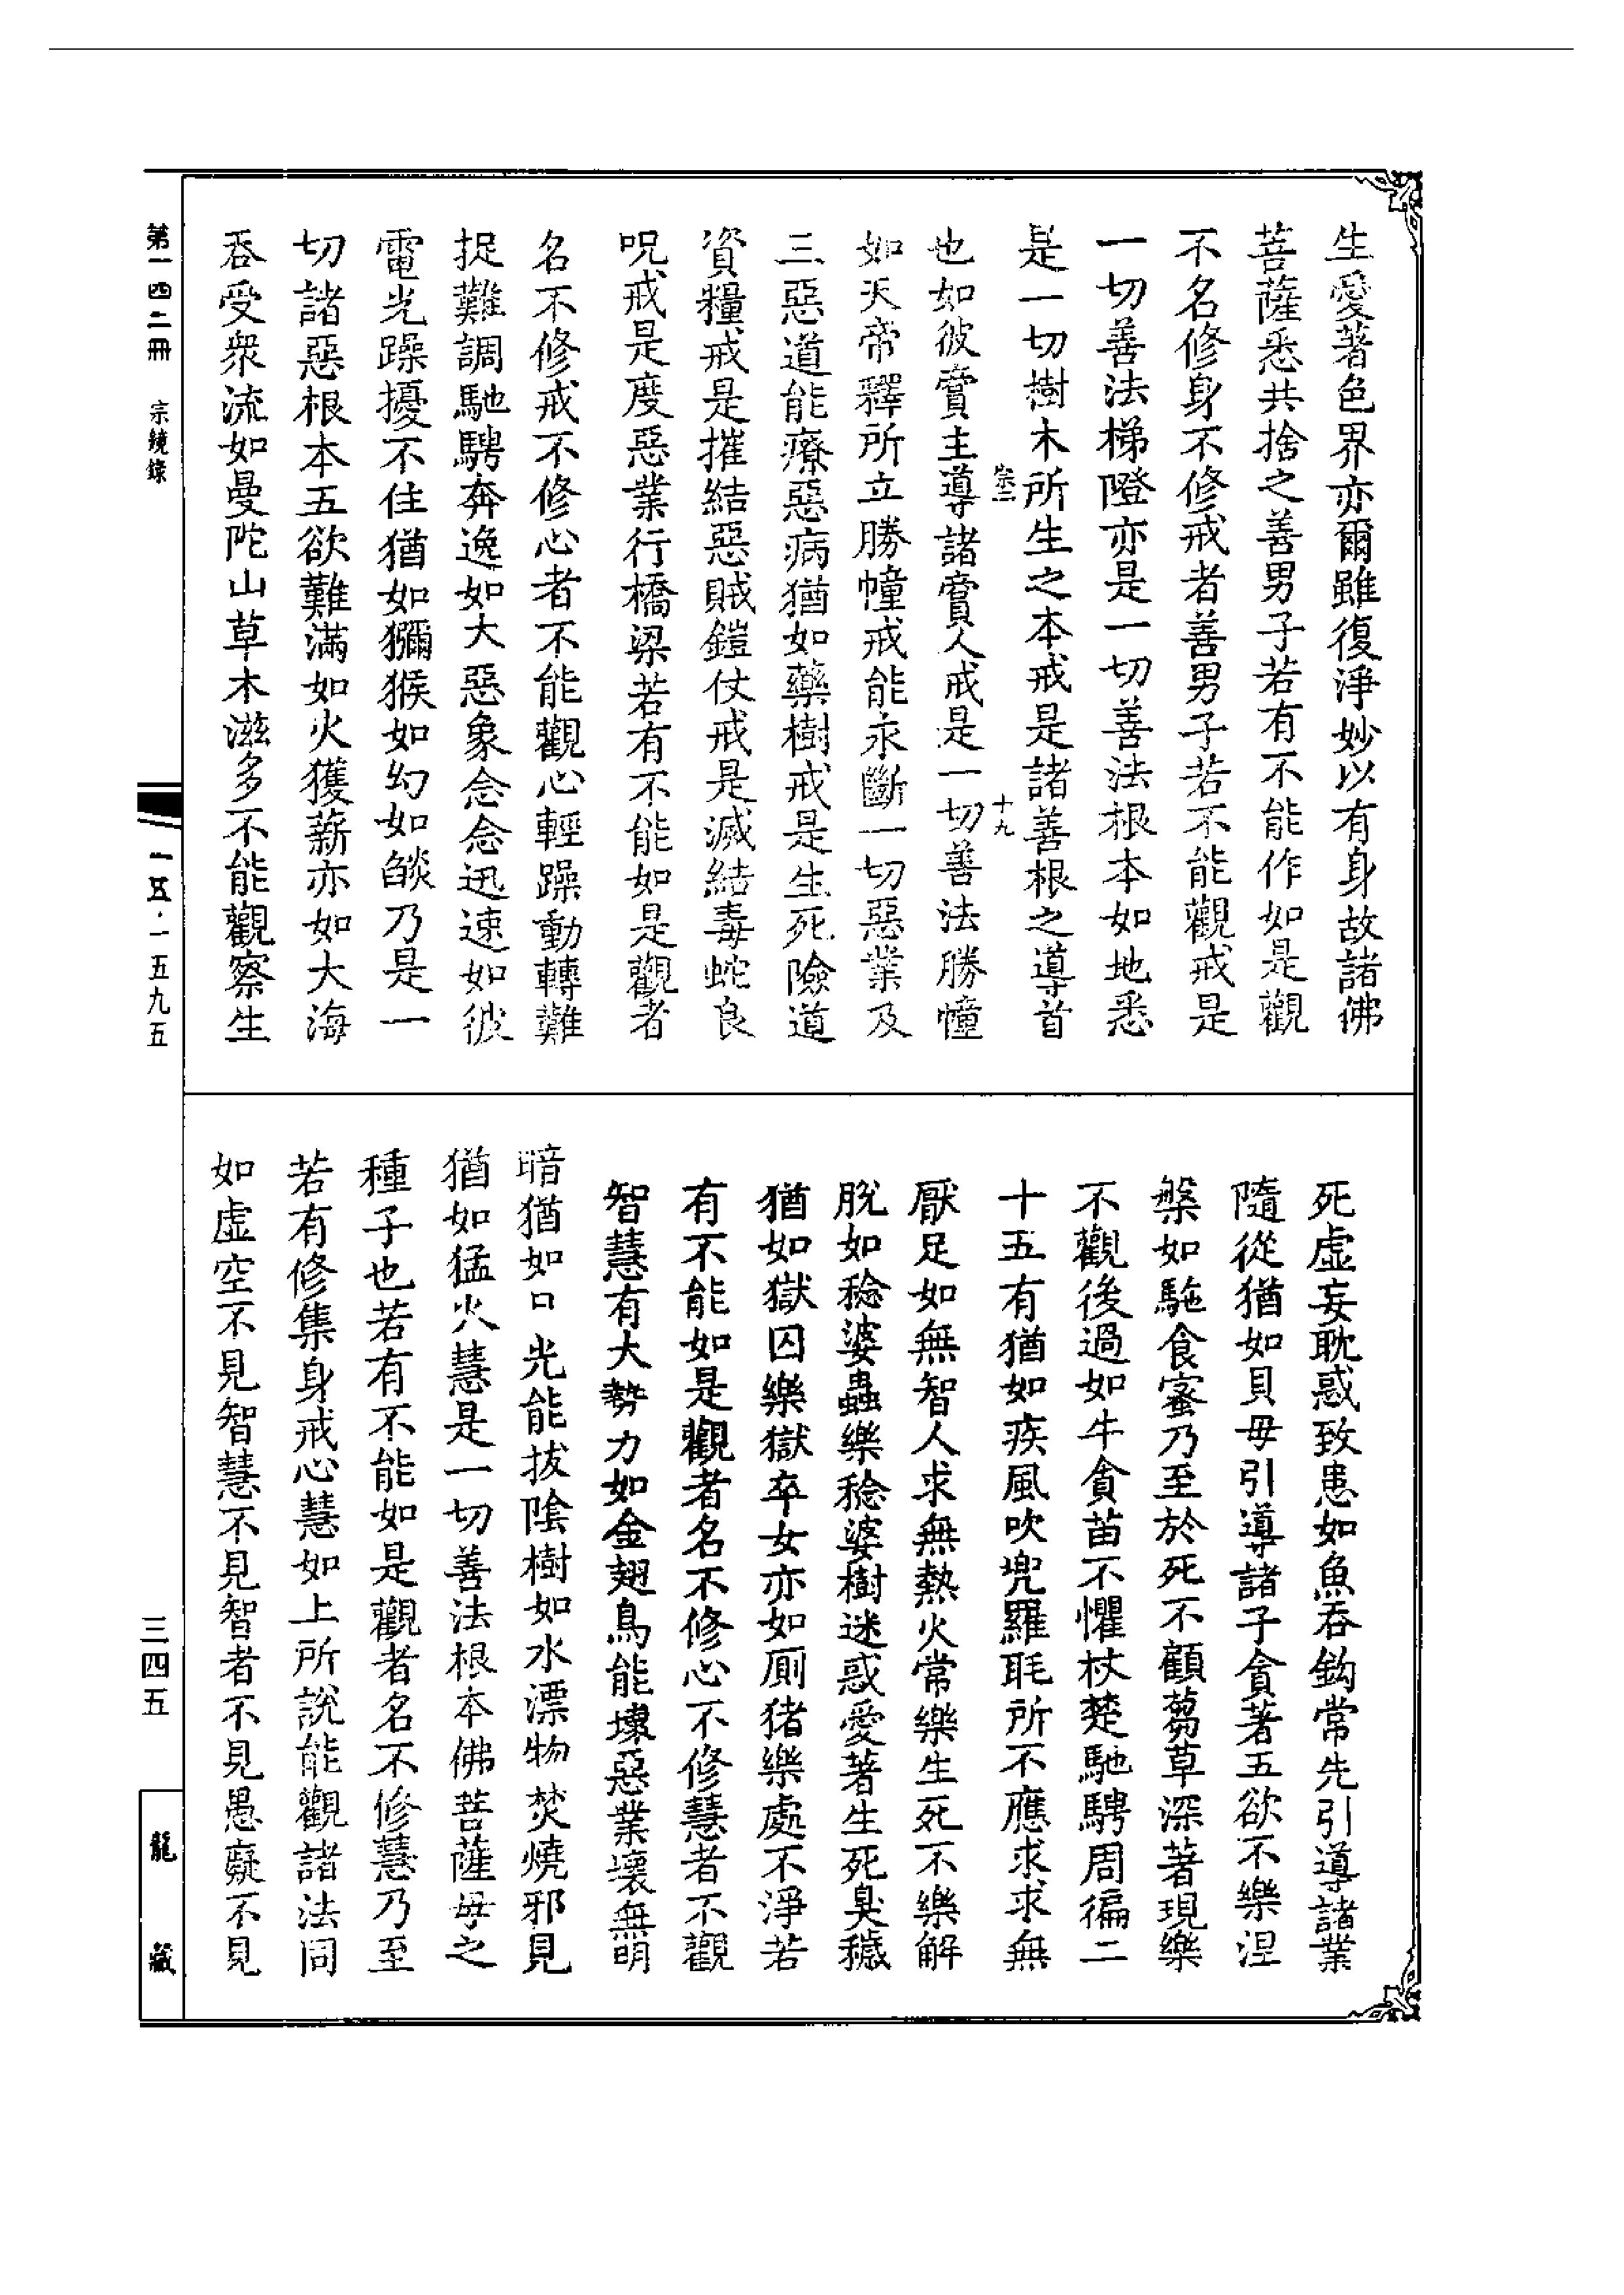 生愛著色界亦爾雖復淨妙以有身故諸佛
菩薩悉共捨之善男子若有不能作如是觀
不名修身不修戒者善男子若不能觀戒是
一切善法梯隥亦是一切善法根本如地悉
是一切樹木所生之本戒是諸善根之導首
宗二
十九
也如彼賣主導諸賣人戒是一切善法勝幢
如天帝釋所立勝幢戒能永斷一切惡業及
三惡道能療惡病猶如藥樹戒是生死險道
資糧戒是摧結惡賊鎧仗戒是滅結毒蛇良
呪戒是度惡業行橋梁若有不能如是觀者
名不修戒不修心者不能觀心輕躁動轉難
捉難調馳騁奔逸如大惡象念念迅速如彼
電光躁擾不住猶如獼猴如幻如燄乃是一
切諸惡根本五欲難滿如火獲薪亦如大海
吞受衆流如曼陀山草木滋多不能觀察生
死虛妄耽惑致患如魚吞鈎常先引導諸業
隨從猶如貝母引導諸子貪著五欲不樂涅
槃如駞食蜜乃至於死不顧芻草深著現樂
不觀後過如牛貪苗不懼杖楚馳騁周徧二
十五有猶如疾風吹兜羅毦所不應求求無
厭足如無智人求無熱火常樂生死不樂解
脫如稔婆蟲樂稔婆樹迷惑愛著生死臭穢
猶如獄囚樂獄卒女亦如厠猪樂處不淨若
有不能如是觀者名不修心不修慧者不觀
智慧有大勢力如金翅鳥能壞惡業壞無明
暗猶如日光能拔陰樹如水漂物焚燒邪見
猶如猛火慧是一切善法根本佛菩薩母之
種子也若有不能如是觀者名不修慧乃至
若有修集身戒心慧如上所說能觀諸法同
如虛空不見智慧不見智者不見愚癡不見
第一四二冊 宗鏡錄
一五·一五九五
三四五
龍藏